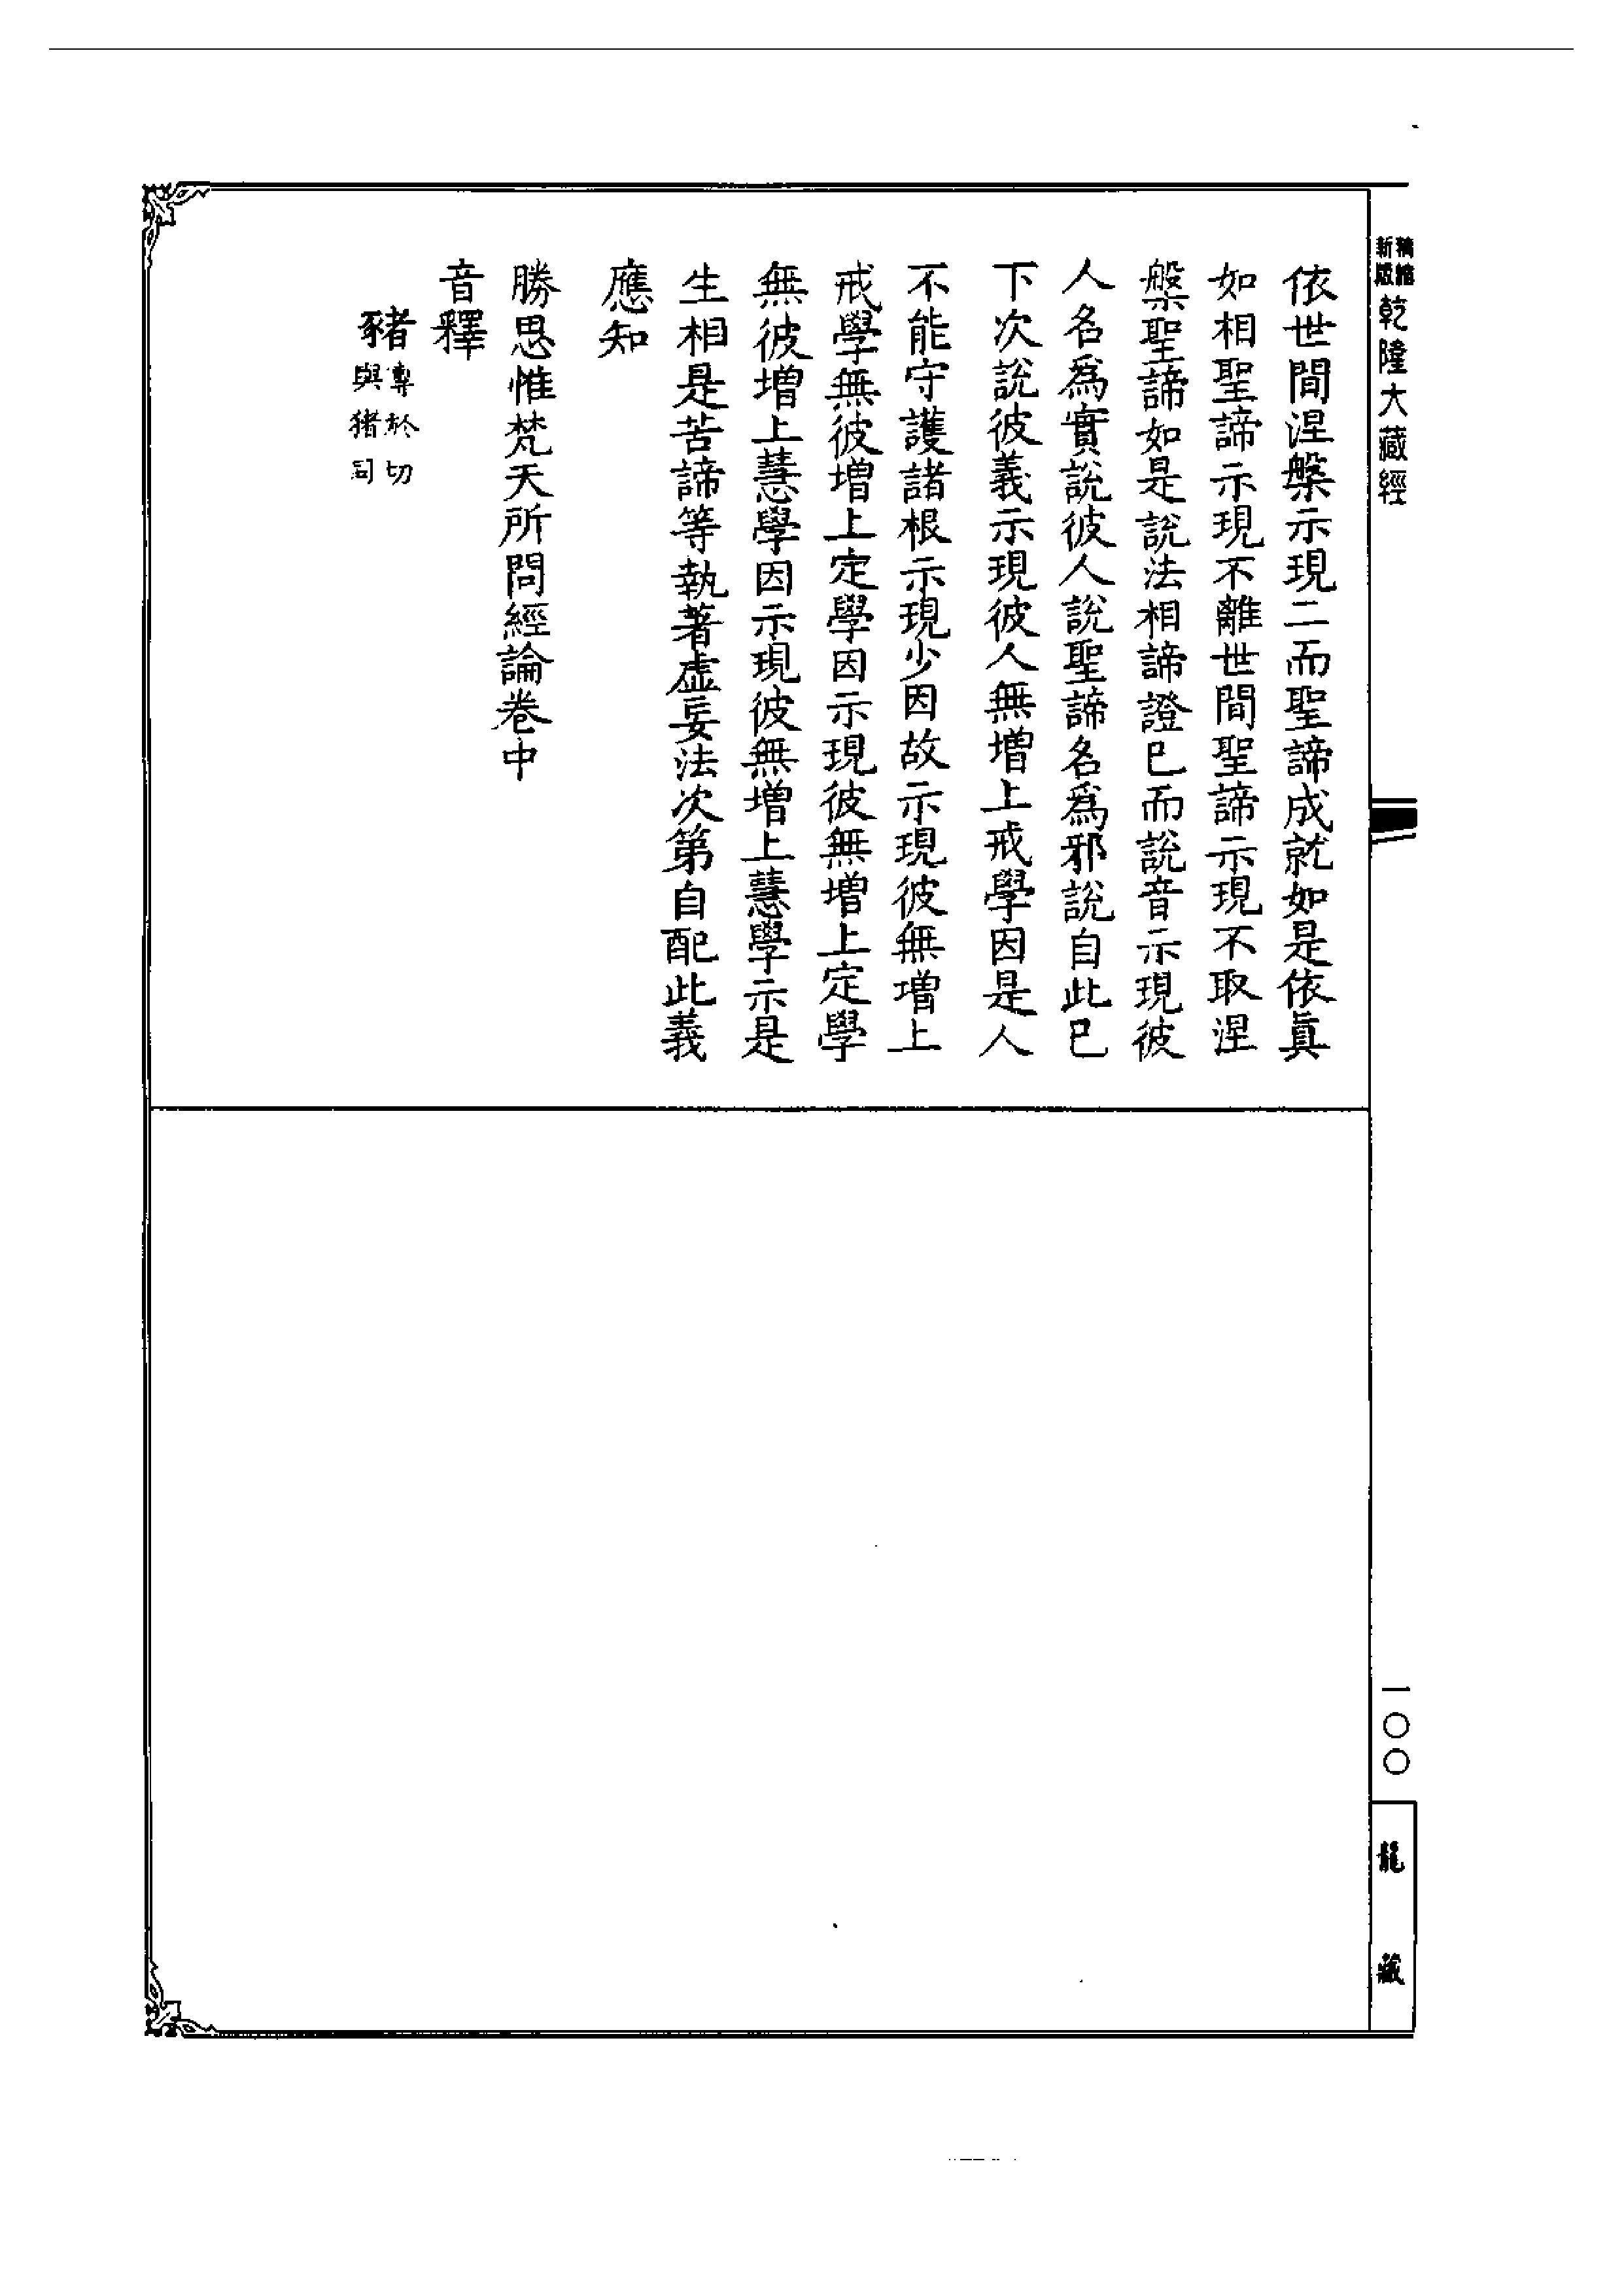 新版
精縮
乾隆大藏經
依世間涅槃示現二而聖諦成就如是依眞
如相聖諦示現不離世間聖諦示現不取涅
槃聖諦如是說法相諦證巳而說音示現彼
人名爲實說彼人說聖諦名爲邪說自此巳
下次說彼義示現彼人無增上戒學因是人
不能守護諸根示現少因故示現彼無增上
戒學無彼增上定學因示現彼無增上定學
無彼增上慧學因示現彼無增上慧學示是
生相是苦諦等執著虛妄法次第自配此義
應知
勝思惟梵天所問經論卷中
音釋
豬
專於切
與猪同
一〇〇
龍藏